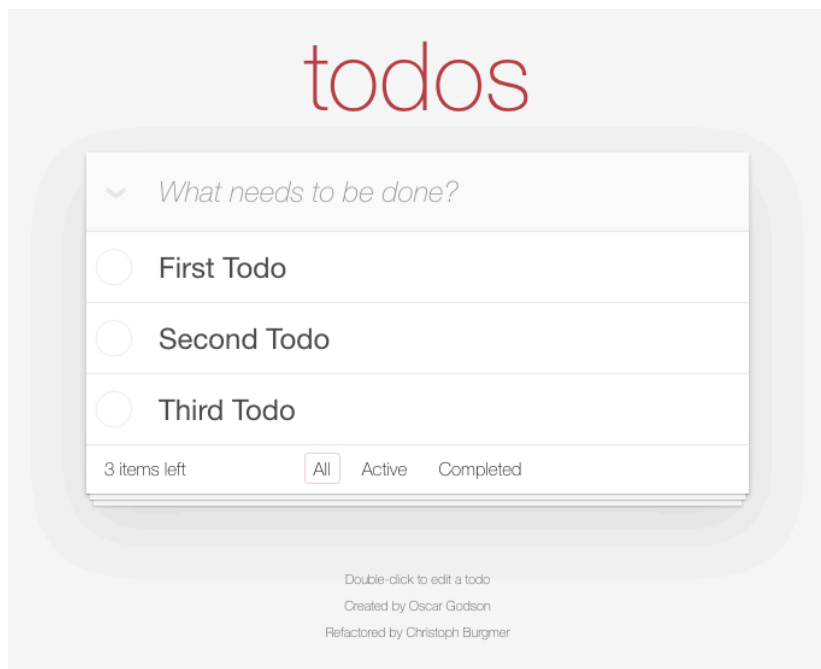 todos
What needs to be done?
First Todo
Second Todo
Third Todo
3 items left All Active Completed
Double-click to edit a todo
Created by Oscar Godson
Refactored by Christoph Burgmer